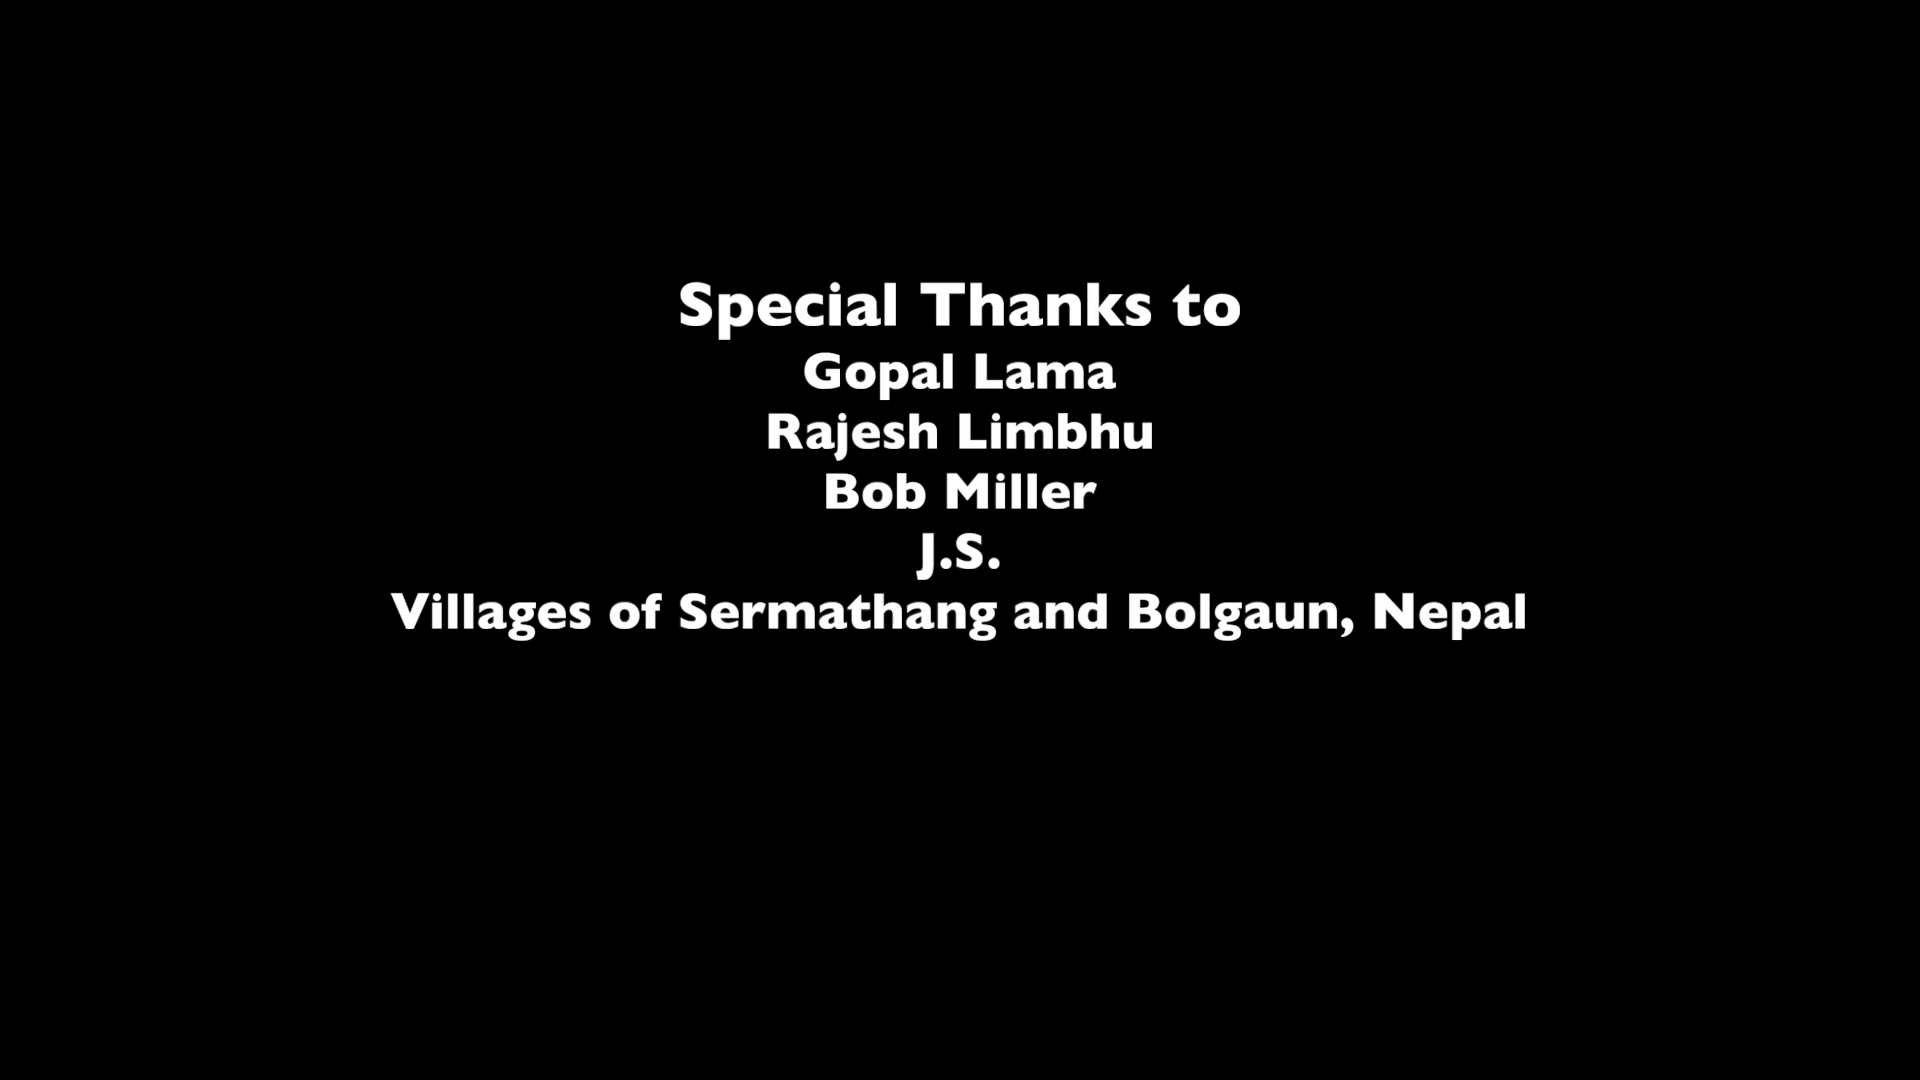 Special Thanks to
Gopal Lama
Rajesh Limbhu
Bob Miller
J.S.
Villages of Sermathang and Bolgaun, Nepal